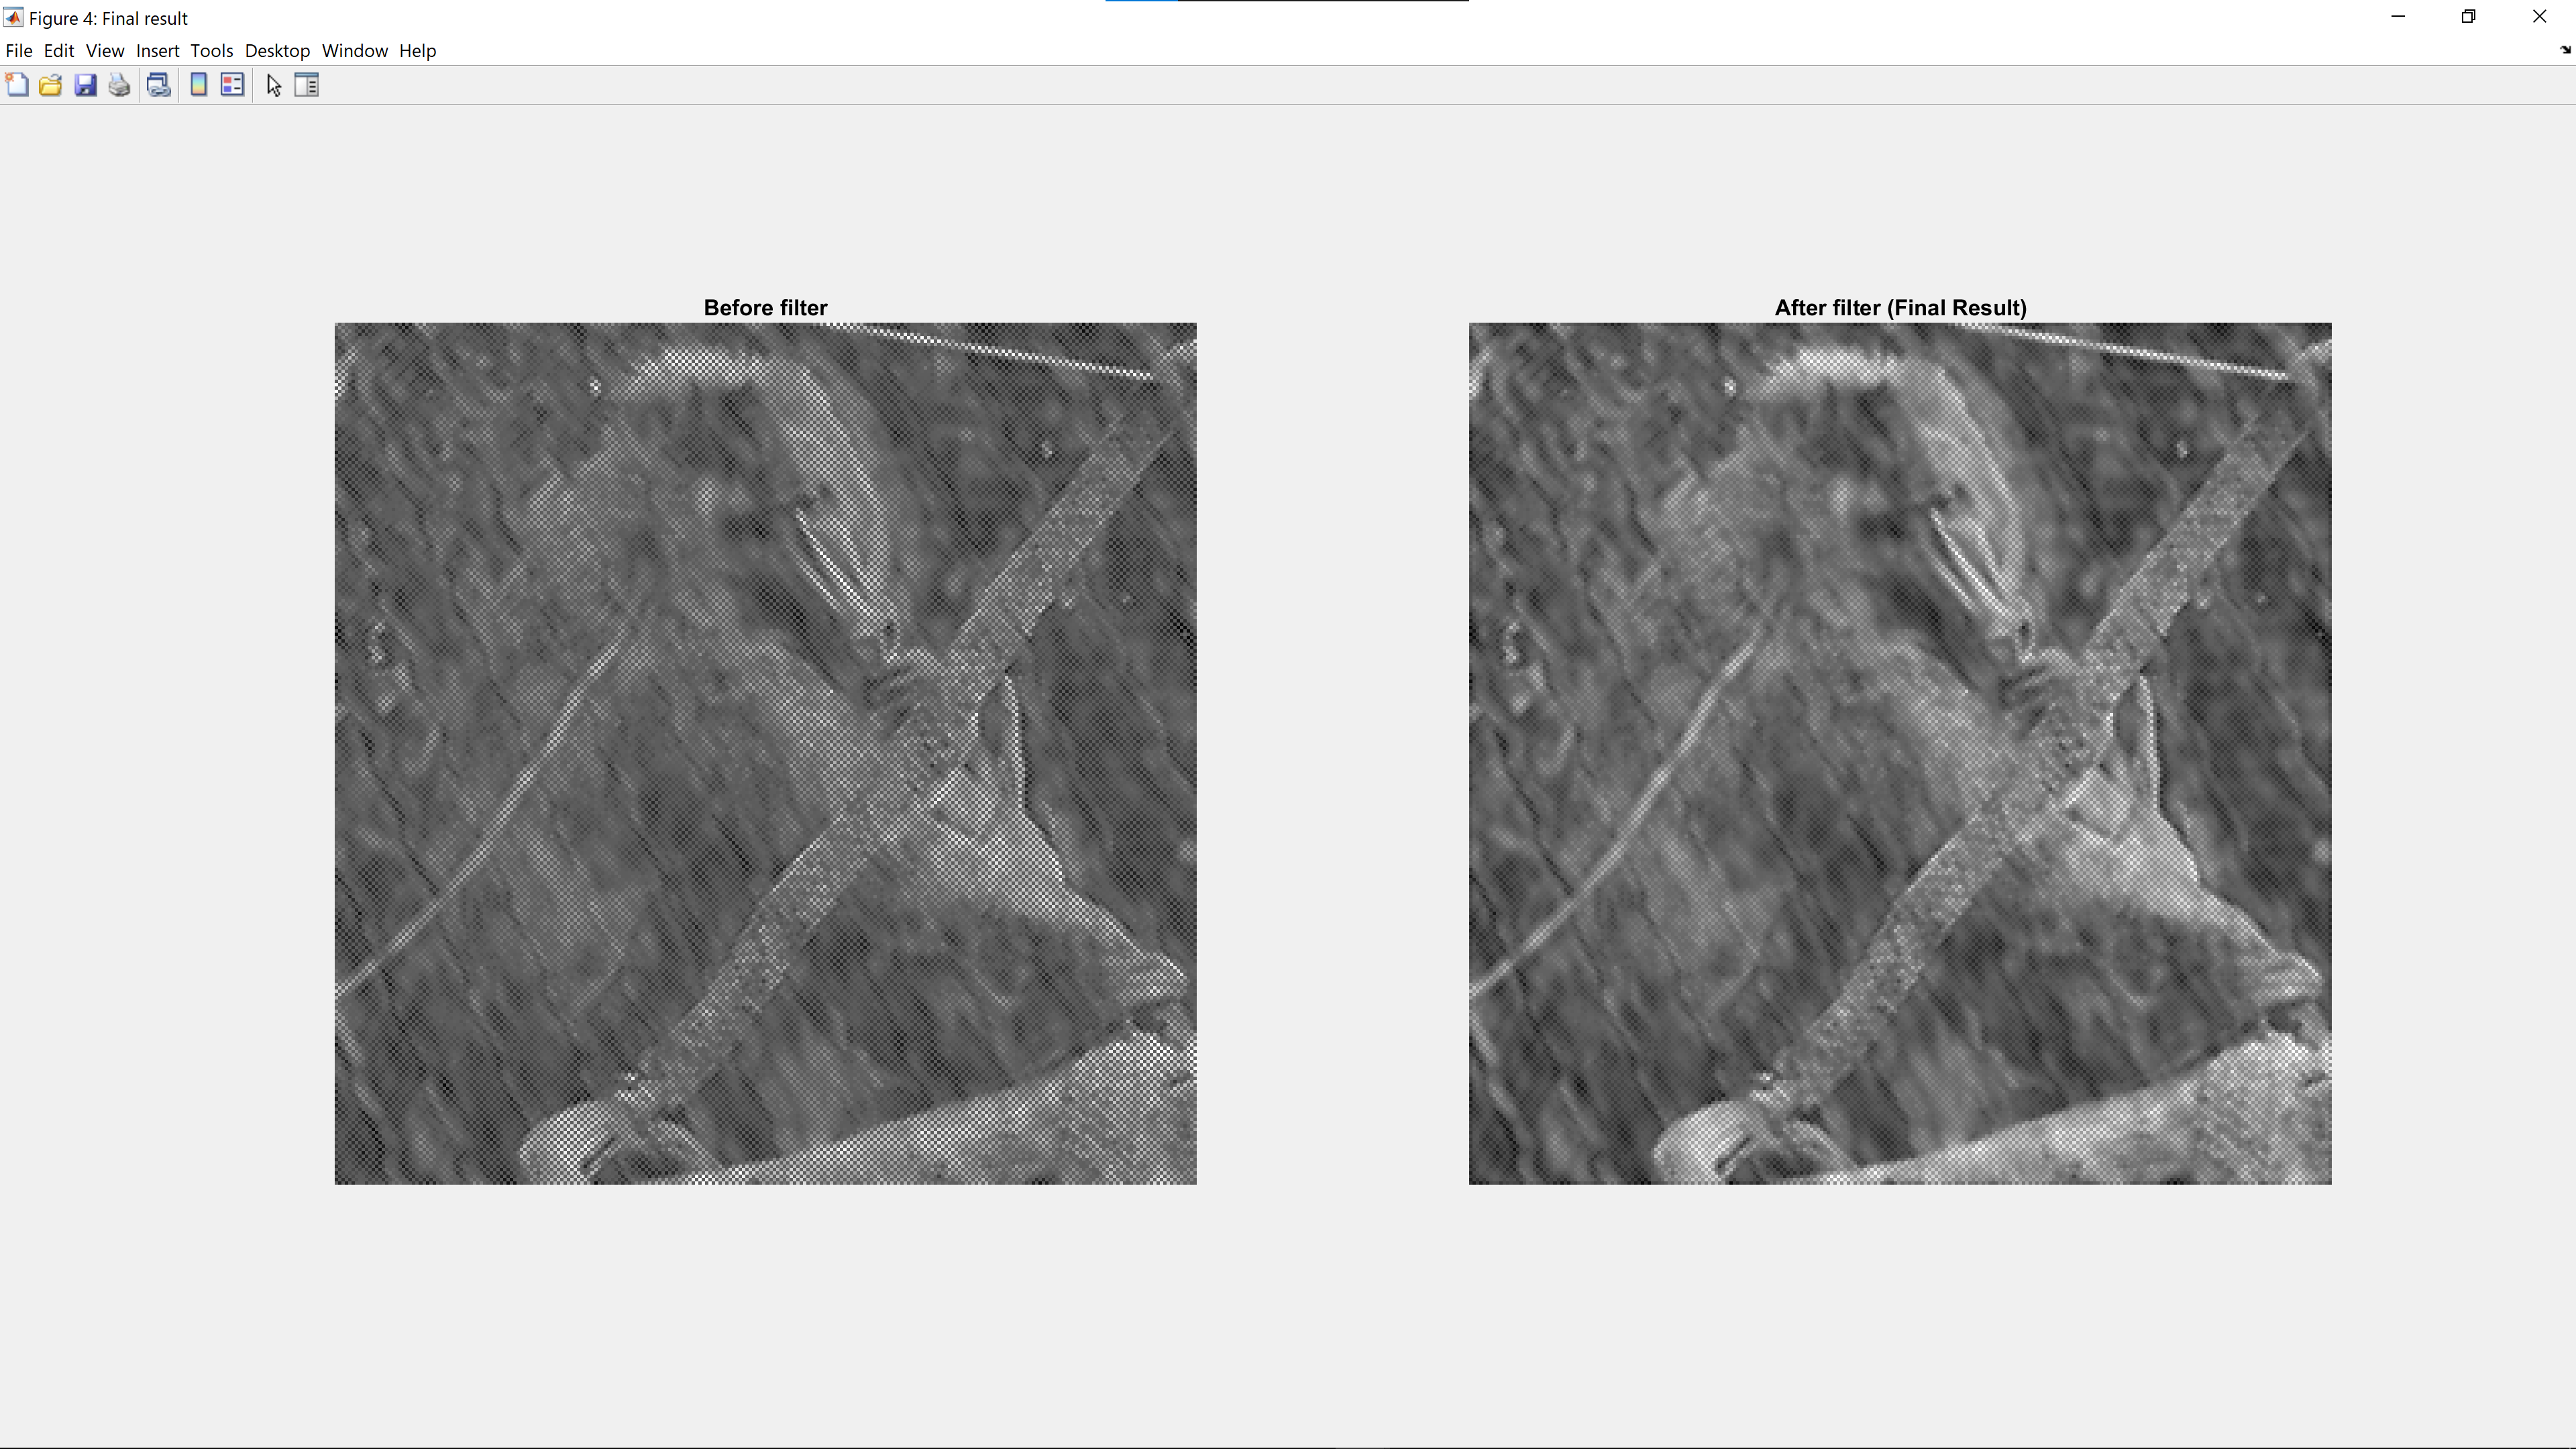 Figure 4: Final result
File Edit View Insert Tools Desktop Window Help
Before filter
After filter (Final Result)